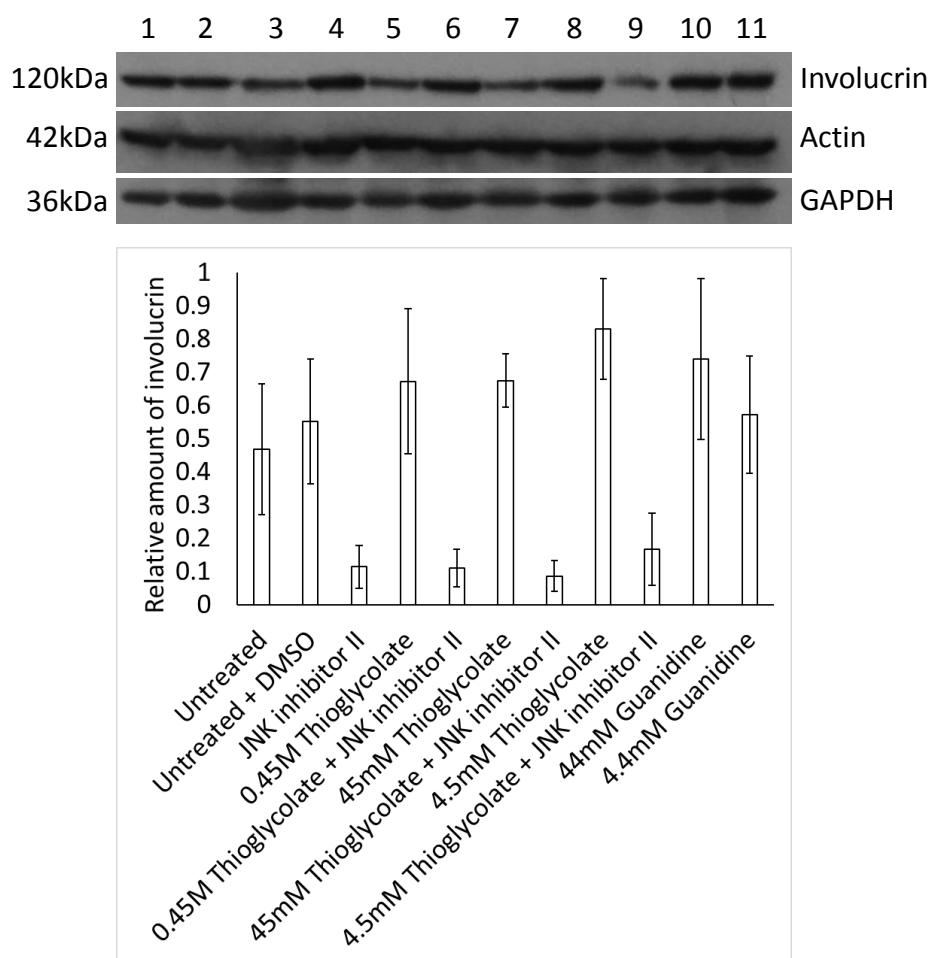 1 2 3 4 5 6 7 8 9 10 11
120kDa Involucrin
42kDa Actin
36kDa GAPDH
Relative amount of involucrin
1
0.9
0.8
0.7
0.6
0.5
0.4
0.3
0.2
0.1
0
Untreated
Untreated + DMSO
JNK inhibitor II
0.45M Thioglycolate
0.45M Thioglycolate + JNK inhibitor II
45mM Thioglycolate
45mM Thioglycolate + JNK inhibitor II
4.5mM Thioglycolate
4.5mM Thioglycolate + JNK inhibitor II
44mM Guanidine
4.4mM Guanidine